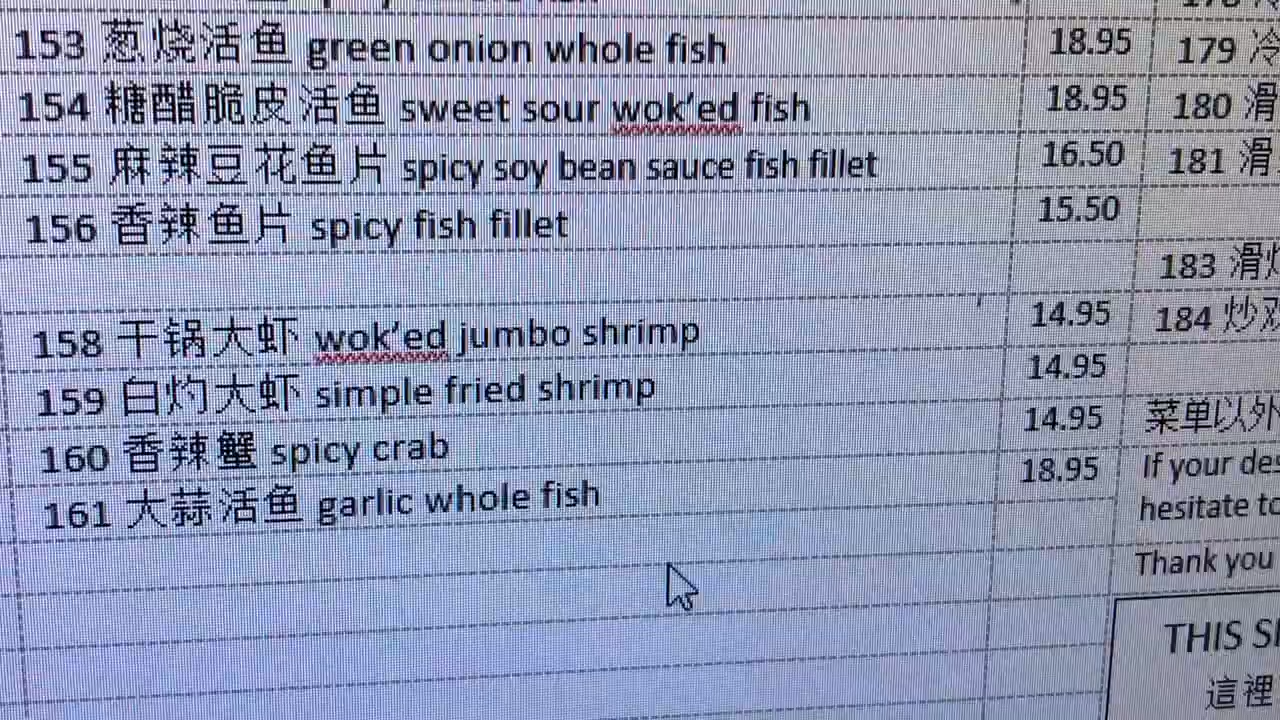 153 葱烧活鱼 green onion whole fish 18.95 179 冷
154 糖醋脆皮活鱼 sweet sour wok'ed fish 18.95 180 滑
155 麻辣豆花鱼片 spicy soy bean sauce fish fillet 16.50 181 滑
156 香辣鱼片 spicy fish fillet 15.50
183 滑
158 干锅大虾 wok'ed jumbo shrimp 14.95 184 炒
159 白灼大虾 simple fried shrimp 14.95
160 香辣蟹 spicy crab 14.95 菜单以外
161 大蒜活鱼 garlic whole fish 18.95 If your
hesitate
Thank you
THIS
這裡